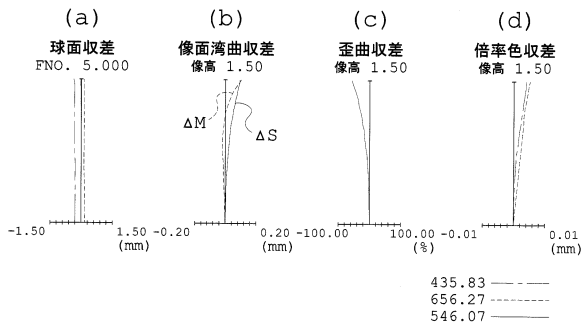 (a)
球面収差
FNO. 5.000
-1.50
1.50
(mm)
(b)
像面湾曲収差
像高 1.50
ΔM
ΔS
-0.20
0.20
(mm)
(c)
歪曲収差
像高 1.50
-100.00
100.00
(%)
(d)
倍率色収差
像高 1.50
-0.01
0.01
(mm)
435.83
656.27
546.07